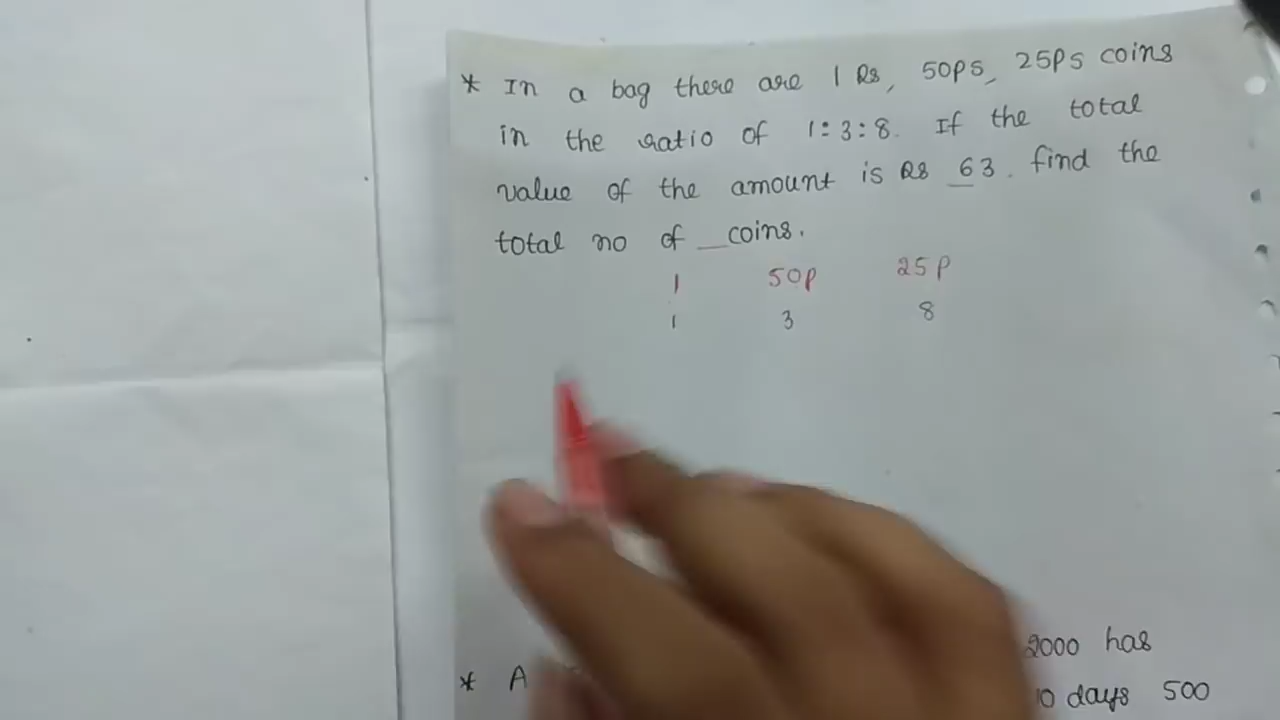 * In a bag there are 1 Rs, 50ps, 25ps coins
in the ratio of 1:3:8. If the total
value of the amount is Rs 63. find the
total no of __coins.
1 50p 25p
1 3 8
2000 has
* A 10 days 500